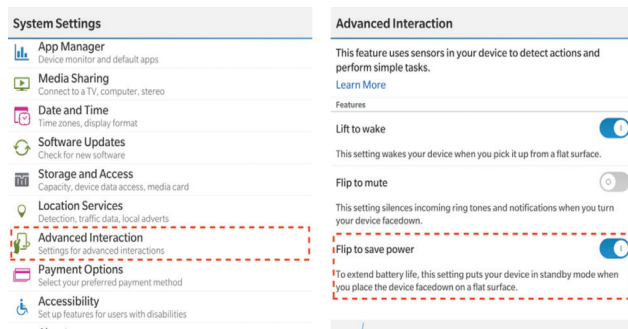 System Settings
App Manager
Device monitor and default apps
Media Sharing
Connect to a TV, computer, stereo
Date and Time
Time zones, display format
Software Updates
Check for new software
Storage and Access
Capacity, device data access, media card
Location Services
Detection, traffic data, local adverts
Advanced Interaction
Settings for advanced interactions
Payment Options
Select your preferred payment method
Accessibility
Set up features for users with disabilities
Advanced Interaction
This feature uses sensors in your device to detect actions and
perform simple tasks.
Learn More
Features
Lift to wake
This setting wakes your device when you pick it up from a flat surface.
Flip to mute
This setting silences incoming ring tones and notifications when you turn
your device facedown.
Flip to save power
To extend battery life, this setting puts your device in standby mode when
you place the device facedown on a flat surface.